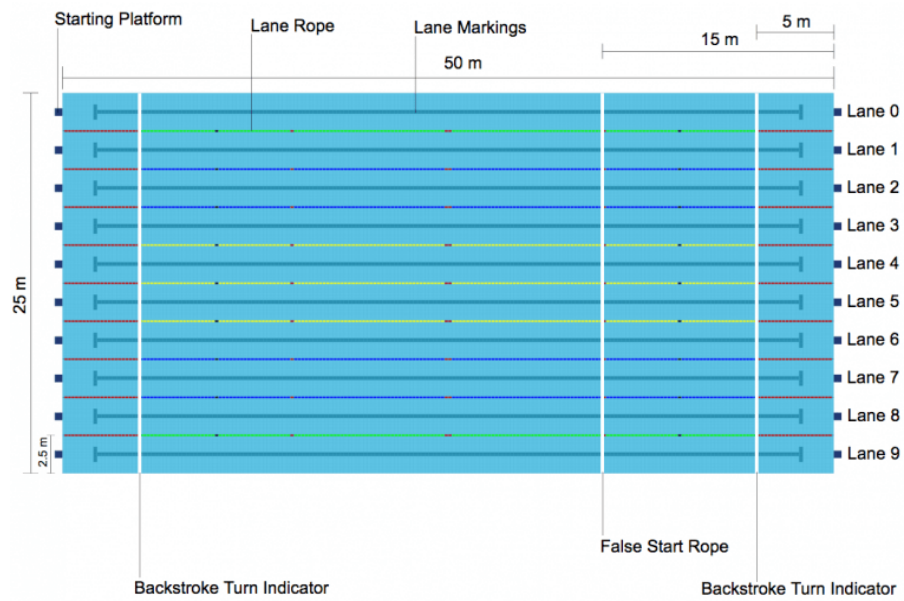 Starting Platform
Lane Rope
Lane Markings
5 m
15 m
50 m
Lane 0
Lane 1
Lane 2
Lane 3
Lane 4
Lane 5
Lane 6
Lane 7
Lane 8
Lane 9
25 m
2.5 m
False Start Rope
Backstroke Turn Indicator
Backstroke Turn Indicator